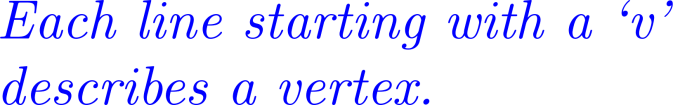 Each line starting with a ‘v’
describes a vertex.